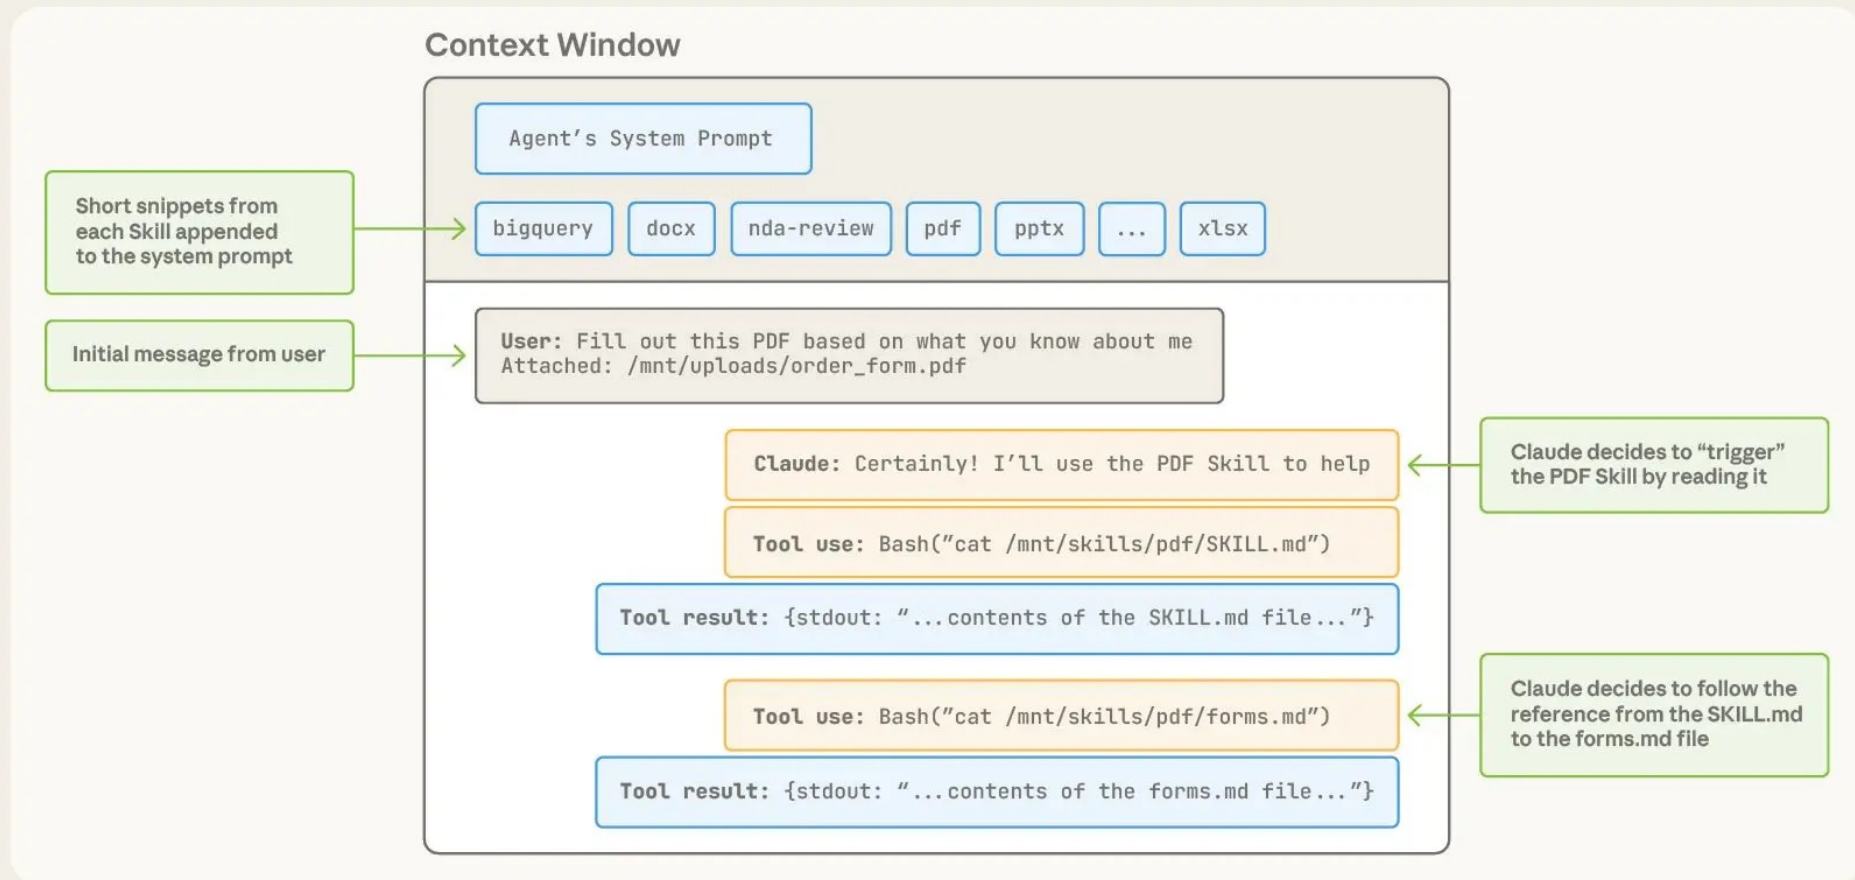 Context Window
Agent’s System Prompt
Short snippets from
each Skill appended
to the system prompt
bigquery docx nda-review pdf pptx ... xlsx
Initial message from user
User: Fill out this PDF based on what you know about me
Attached: /mnt/uploads/order_form.pdf
Claude: Certainly! I’ll use the PDF Skill to help
Claude decides to “trigger”
the PDF Skill by reading it
Tool use: Bash(”cat /mnt/skills/pdf/SKILL.md”)
Tool result: {stdout: “...contents of the SKILL.md file...”}
Tool use: Bash(”cat /mnt/skills/pdf/forms.md”)
Claude decides to follow the
reference from the SKILL.md
to the forms.md file
Tool result: {stdout: “...contents of the forms.md file...”}